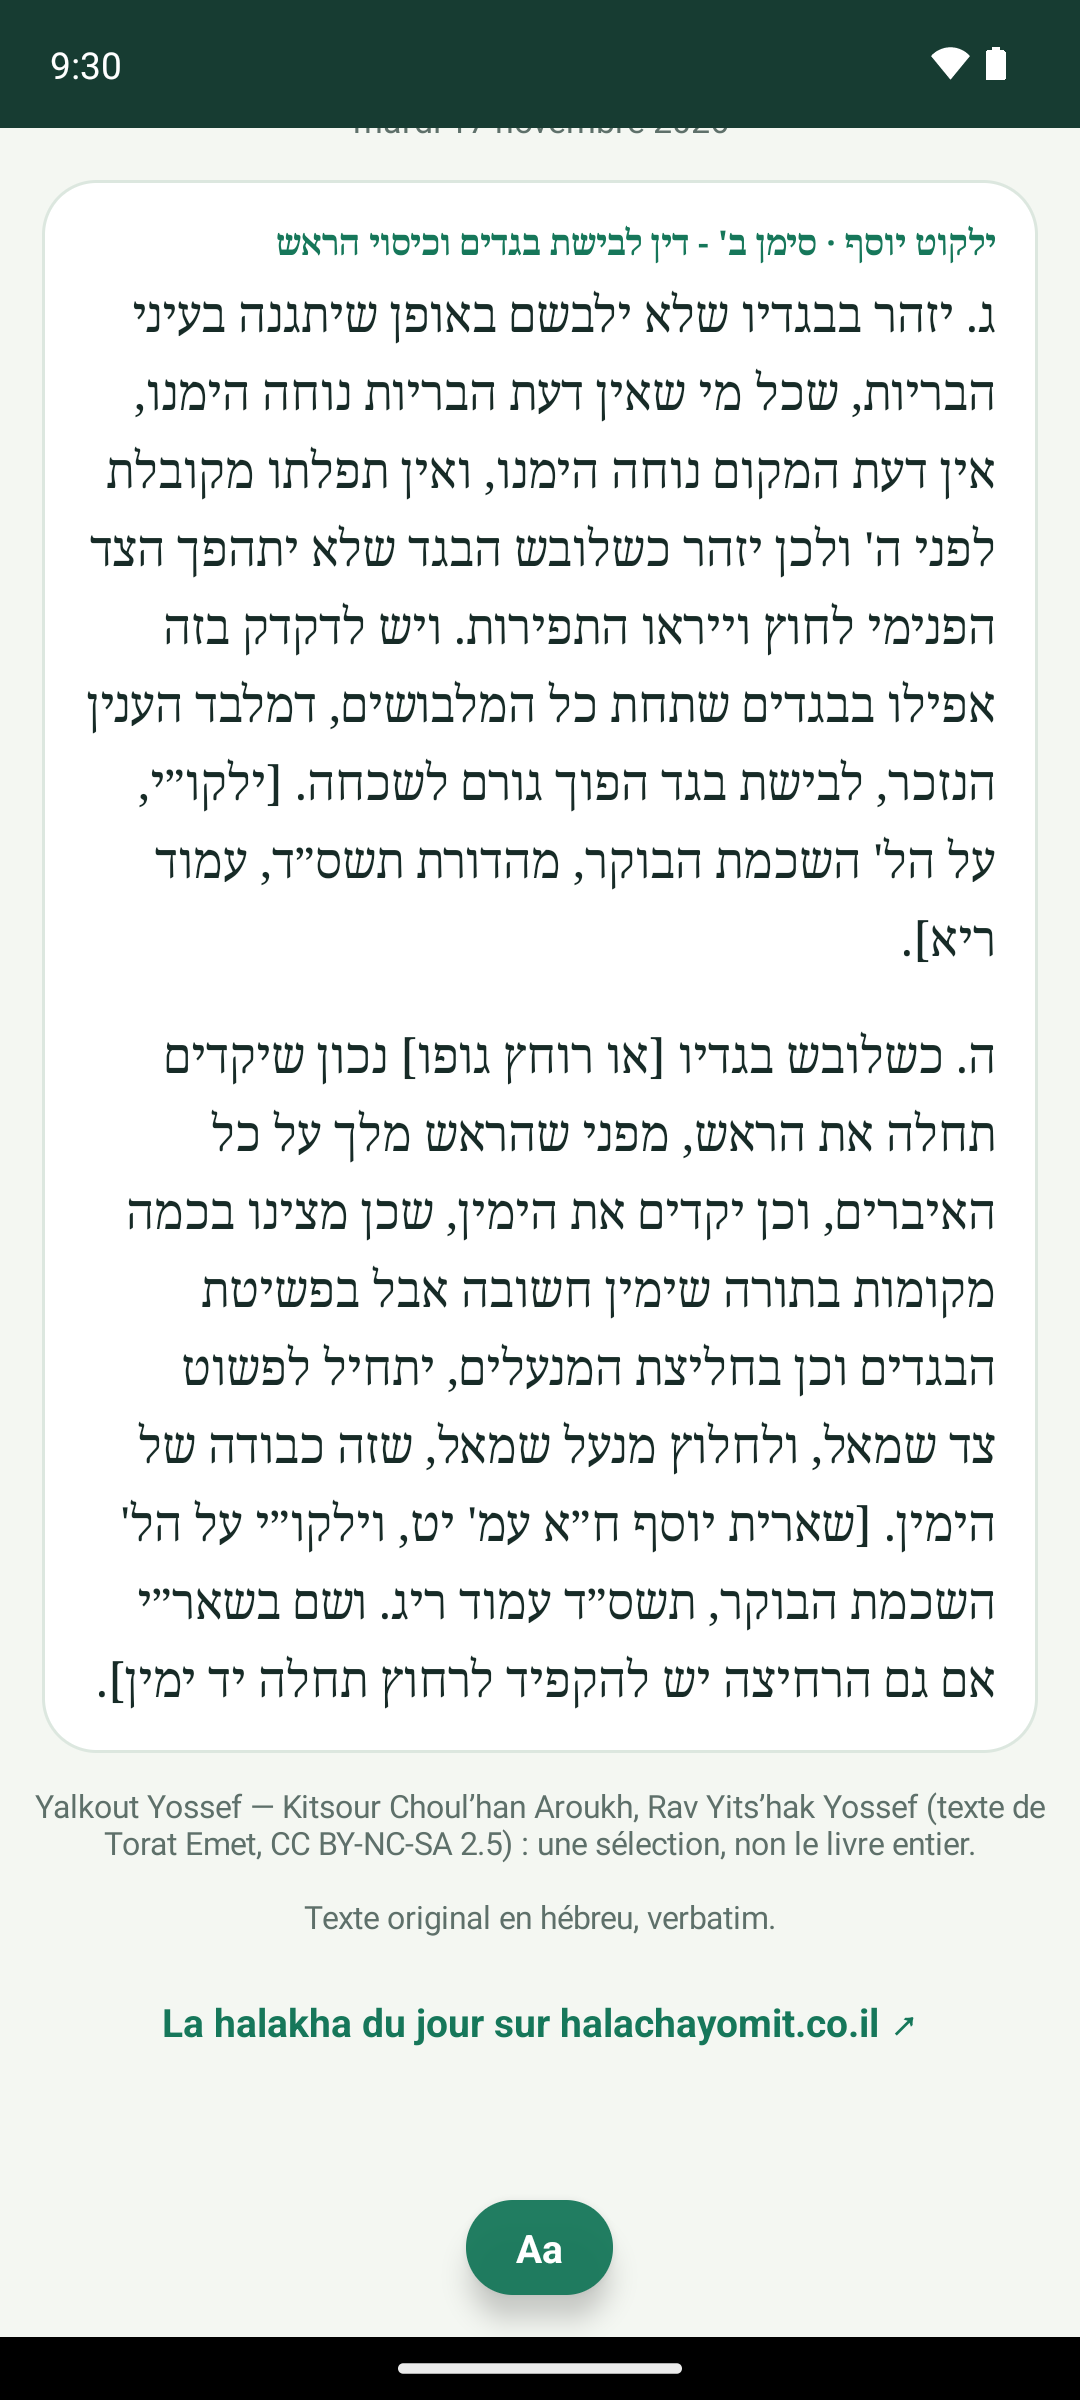 9:30
mardi 17 novembre 2026
ילקוט יוסף · סימן ב' - דין לבישת בגדים וכיסוי הראש
ג. יזהר בבגדיו שלא ילבשם באופן שיתגנה בעיני
הבריות, שכל מי שאין דעת הבריות נוחה הימנו,
אין דעת המקום נוחה הימנו, ואין תפלתו מקובלת
לפני ה' ולכן יזהר כשלובש הבגד שלא יתהפך הצד
הפנימי לחוץ וייראו התפירות. ויש לדקדק בזה
אפילו בבגדים שתחת כל המלבושים, דמלבד הענין
הנזכר, לבישת בגד הפוך גורם לשכחה. [ילקו״י,
על הל' השכמת הבוקר, מהדורת תשס״ד, עמוד
ריא].
ה. כשלובש בגדיו [או רוחץ גופו] נכון שיקדים
תחלה את הראש, מפני שהראש מלך על כל
האיברים, וכן יקדים את הימין, שכן מצינו בכמה
מקומות בתורה שימין חשובה אבל בפשיטת
הבגדים וכן בחליצת המנעלים, יתחיל לפשוט
צד שמאל, ולחלוץ מנעל שמאל, שזה כבודה של
הימין. [שארית יוסף ח״א עמ' יט, וילקו״י על הל'
השכמת הבוקר, תשס״ד עמוד ריג. ושם בשאר״י
אם גם הרחיצה יש להקפיד לרחוץ תחלה יד ימין].
Yalkout Yossef — Kitsour Choul’han Aroukh, Rav Yits’hak Yossef (texte de
Torat Emet, CC BY-NC-SA 2.5) : une sélection, non le livre entier.
Texte original en hébreu, verbatim.
La halakha du jour sur halachayomit.co.il ↗
Aa